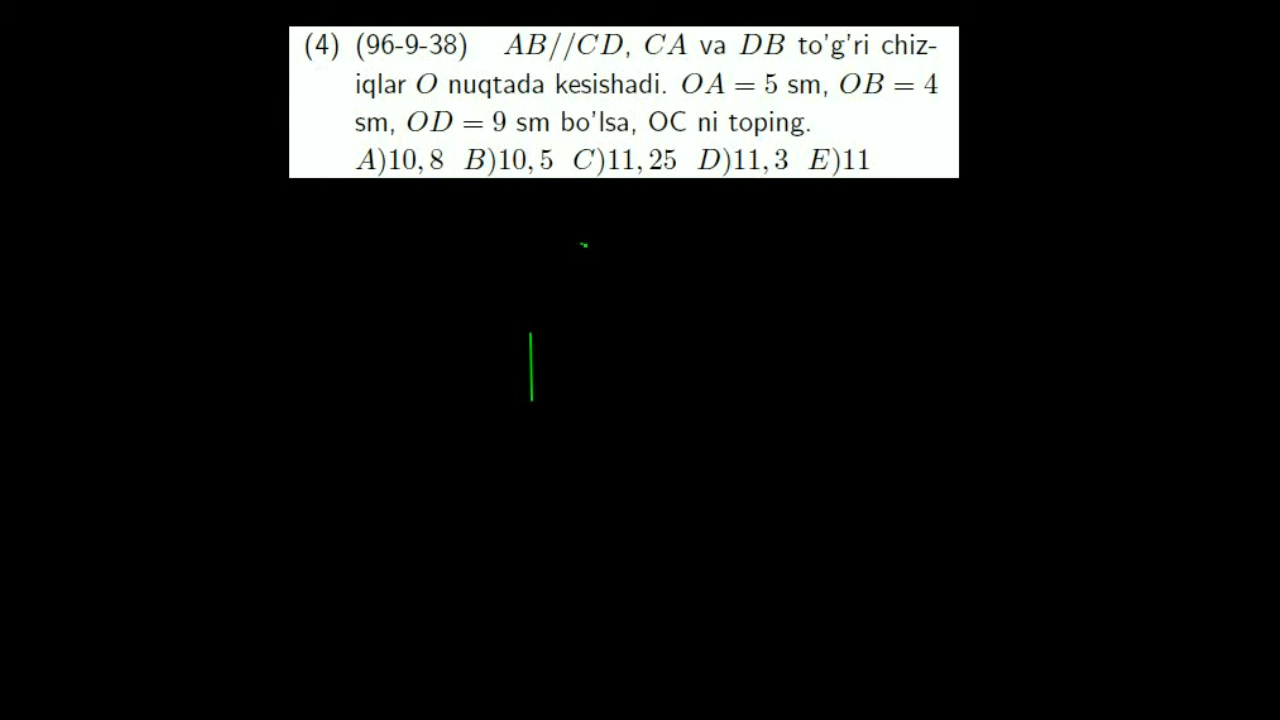 (4) (96-9-38) AB//CD, CA va DB to'g'ri chiz-
iqlar O nuqtada kesishadi. OA = 5 sm, OB = 4
sm, OD = 9 sm bo'lsa, OC ni toping.
A)10, 8 B)10, 5 C)11, 25 D)11, 3 E)11